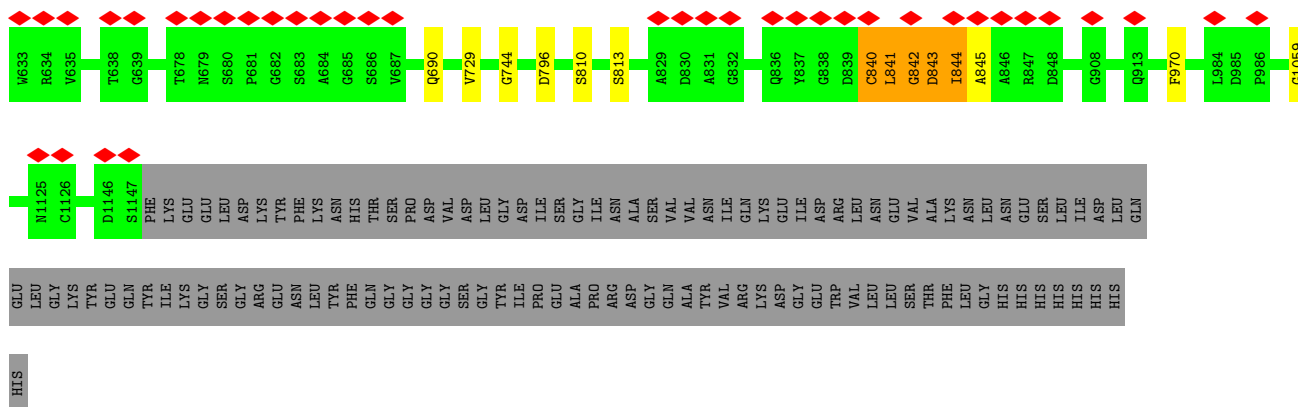 W633 R634 V635 T638 G639 T678 N679 S680 P681 G682 S683 A684 G685 S686 V687 Q690 V729 G744 D796 S810 S813 A829 D830 A831 G832 Q836 Y837 G838 D839 C840 L841 G842 D843 I844 A845 A846 R847 D848 G908 Q913 F970 L984 D985 P986 G1059
N1125 C1126 D1146 S1147 PHE LYS GLU GLU LEU ASP LYS TYR PHE LYS ASN HIS THR SER PRO ASP VAL ASP LEU GLY ASP ILE SER GLY ILE ASN ALA SER VAL VAL ASN ILE GLN LYS GLU ILE ASP ARG LEU ASN GLU VAL ALA LYS ASN LEU ASN GLU SER LEU ILE ASP LEU GLN
GLU LEU GLY LYS TYR GLU GLN TYR ILE LYS GLY SER GLY ARG GLU ASN LEU TYR PHE GLN GLY GLY GLY GLY SER GLY TYR ILE PRO GLU ALA PRO ARG ASP GLY GLN ALA TYR VAL ARG LYS ASP GLY GLU TRP VAL LEU LEU SER THR PHE LEU GLY HIS HIS HIS HIS HIS HIS HIS
HIS